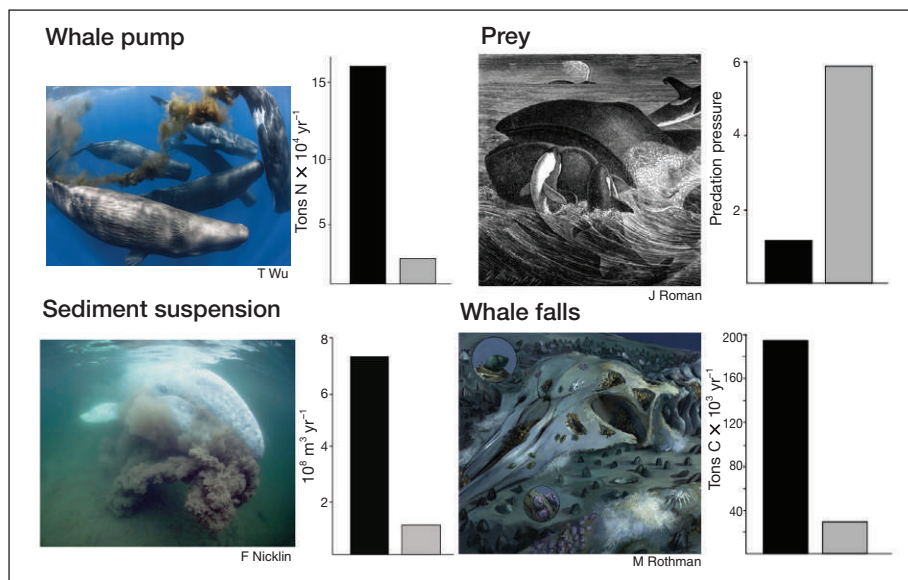 Whale pump
Tons N × 10⁴ yr⁻¹
15
10
5
T Wu
Prey
Predation pressure
6
4
2
J Roman
Sediment suspension
10⁸ m³ yr⁻¹
8
6
4
2
F Nicklin
Whale falls
Tons C × 10³ yr⁻¹
200
160
120
80
40
M Rothman